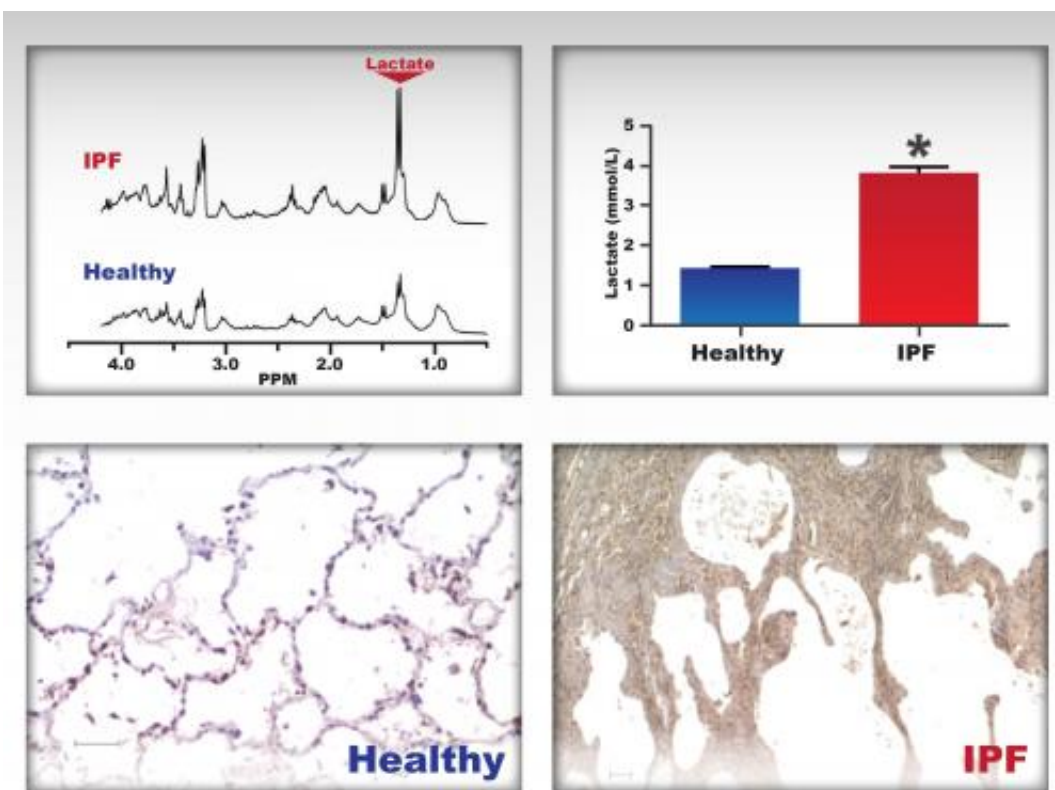 Lactate
IPF
Healthy
4.0 3.0 2.0 1.0
PPM
5
4
3
2
1
0
Lactate (mmol/L)
*
Healthy IPF
Healthy
IPF